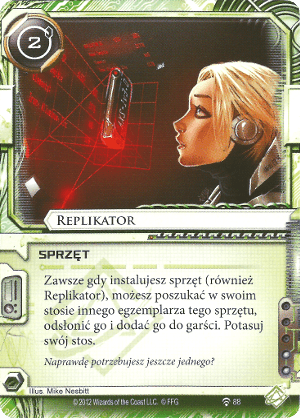 2
REPLIKATOR
SPRZĘT
Zawsze gdy instalujesz sprzęt (również
Replikator), możesz poszukać w swoim
stosie innego egzemplarza tego sprzętu,
odsłonić go i dodać go do garści. Potasuj
swój stos.
Naprawdę potrzebujesz jeszcze jednego?
Illus. Mike Nesbitt
© 2012 Wizards of the Coast LLC. © FFG 88